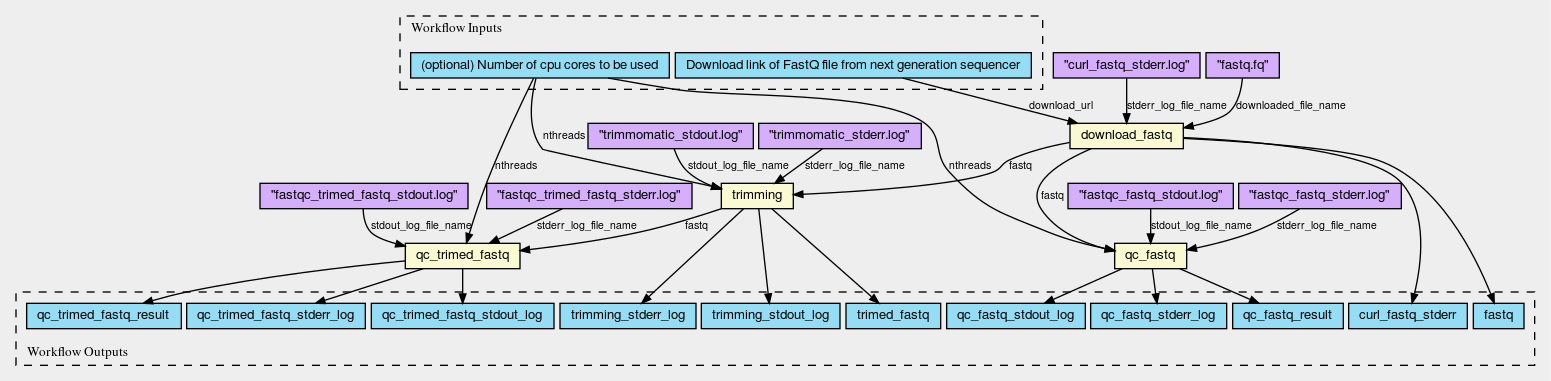 Workflow Inputs
(optional) Number of cpu cores to be used
Download link of FastQ file from next generation sequencer
"curl_fastq_stderr.log"
"fastq.fq"
download_url
stderr_log_file_name
downloaded_file_name
nthreads
"trimmomatic_stdout.log"
"trimmomatic_stderr.log"
download_fastq
nthreads
stdout_log_file_name
stderr_log_file_name
nthreads
fastq
"fastqc_trimed_fastq_stdout.log"
"fastqc_trimed_fastq_stderr.log"
trimming
fastq
"fastqc_fastq_stdout.log"
"fastqc_fastq_stderr.log"
stdout_log_file_name
stderr_log_file_name
fastq
stdout_log_file_name
stderr_log_file_name
qc_trimed_fastq
qc_fastq
qc_trimed_fastq_result
qc_trimed_fastq_stderr_log
qc_trimed_fastq_stdout_log
trimming_stderr_log
trimming_stdout_log
trimed_fastq
qc_fastq_stdout_log
qc_fastq_stderr_log
qc_fastq_result
curl_fastq_stderr
fastq
Workflow Outputs